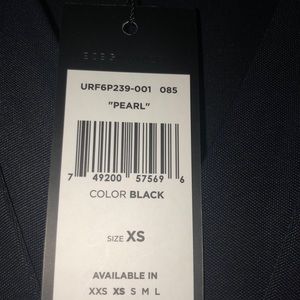 URF6P239-001 085
"PEARL"
7 49200 57569 6
COLOR BLACK
SIZE XS
AVAILABLE IN
XXS XS S M L